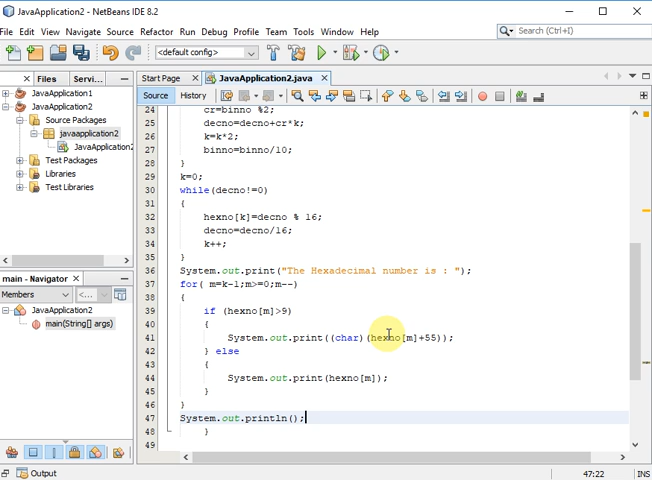 JavaApplication2 - NetBeans IDE 8.2
File Edit View Navigate Source Refactor Run Debug Profile Team Tools Window Help
Search (Ctrl+I)
<default config>
Files Servi...
JavaApplication1
JavaApplication2
Source Packages
javaapplication2
JavaApplication2
Test Packages
Libraries
Test Libraries
main - Navigator
Members <...
JavaApplication2
main(String[] args)
Start Page JavaApplication2.java
Source History
24 cr=binno %2;
25 decno=decno+cr*k;
26 k=k*2;
27 binno=binno/10;
28 }
29 k=0;
30 while(decno!=0)
31 {
32 hexno[k]=decno % 16;
33 decno=decno/16;
34 k++;
35 }
36 System.out.print("The Hexadecimal number is : ");
37 for( m=k-1;m>=0;m--)
38 {
39 if (hexno[m]>9)
40 {
41 System.out.print((char)(hexno[m]+55));
42 } else
43 {
44 System.out.print(hexno[m]);
45 }
46 }
47 System.out.println();
48 }
49
Output
47:22 INS